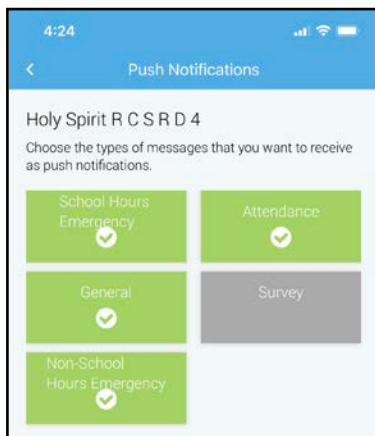 4:24
Push Notifications
Holy Spirit R C S R D 4
Choose the types of messages that you want to receive
as push notifications.
School Hours
Emergency
Attendance
General
Survey
Non-School
Hours Emergency